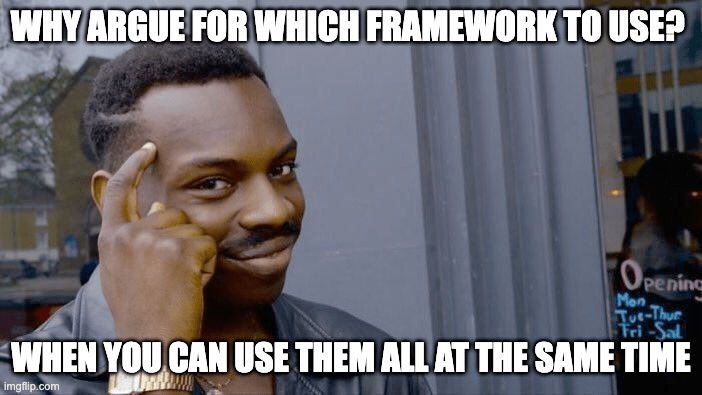 WHY ARGUE FOR WHICH FRAMEWORK TO USE?
Opening
Mon
Tue-Thur
Fri-Sat
WHEN YOU CAN USE THEM ALL AT THE SAME TIME
imgflip.com